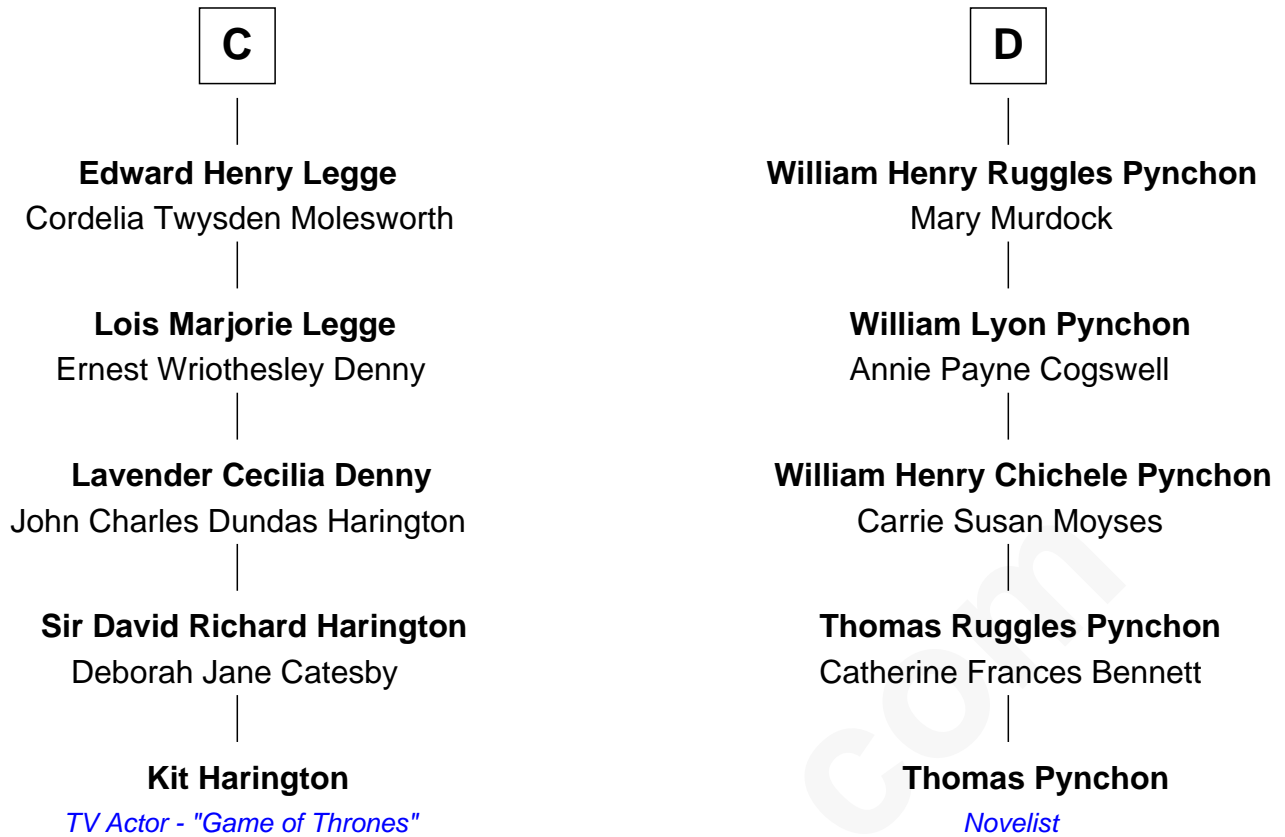 C
Edward Henry Legge
Cordelia Twysden Molesworth
Lois Marjorie Legge
Ernest Wriothesley Denny
Lavender Cecilia Denny
John Charles Dundas Harington
Sir David Richard Harington
Deborah Jane Catesby
Kit Harington
TV Actor - "Game of Thrones"
D
William Henry Ruggles Pynchon
Mary Murdock
William Lyon Pynchon
Annie Payne Cogswell
William Henry Chichele Pynchon
Carrie Susan Moyses
Thomas Ruggles Pynchon
Catherine Frances Bennett
Thomas Pynchon
Novelist
com